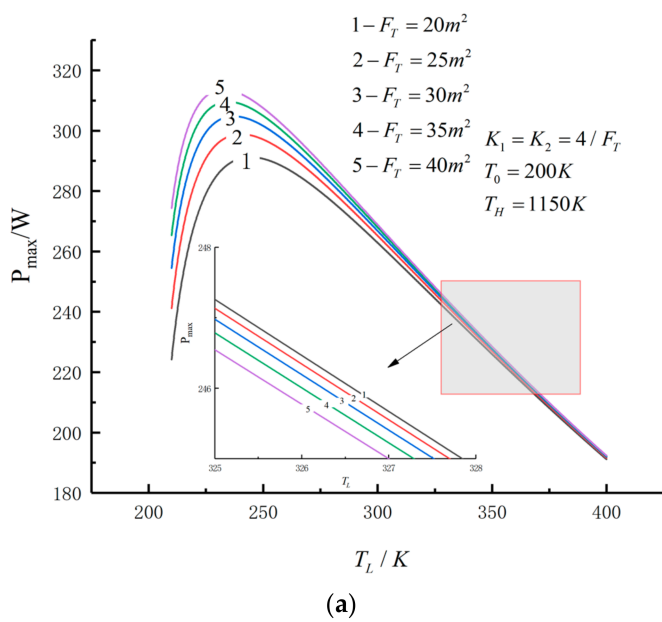 1 − F_T = 20m²
2 − F_T = 25m²
3 − F_T = 30m²
4 − F_T = 35m²
5 − F_T = 40m²
K₁ = K₂ = 4 / F_T
T₀ = 200K
T_H = 1150K
P_max/W
320
300
280
260
240
220
200
180
5
4
3
2
1
248
246
P_max
5 4 3 2 1
325 326 327 328
T_L
200 250 300 350 400
T_L / K
(a)